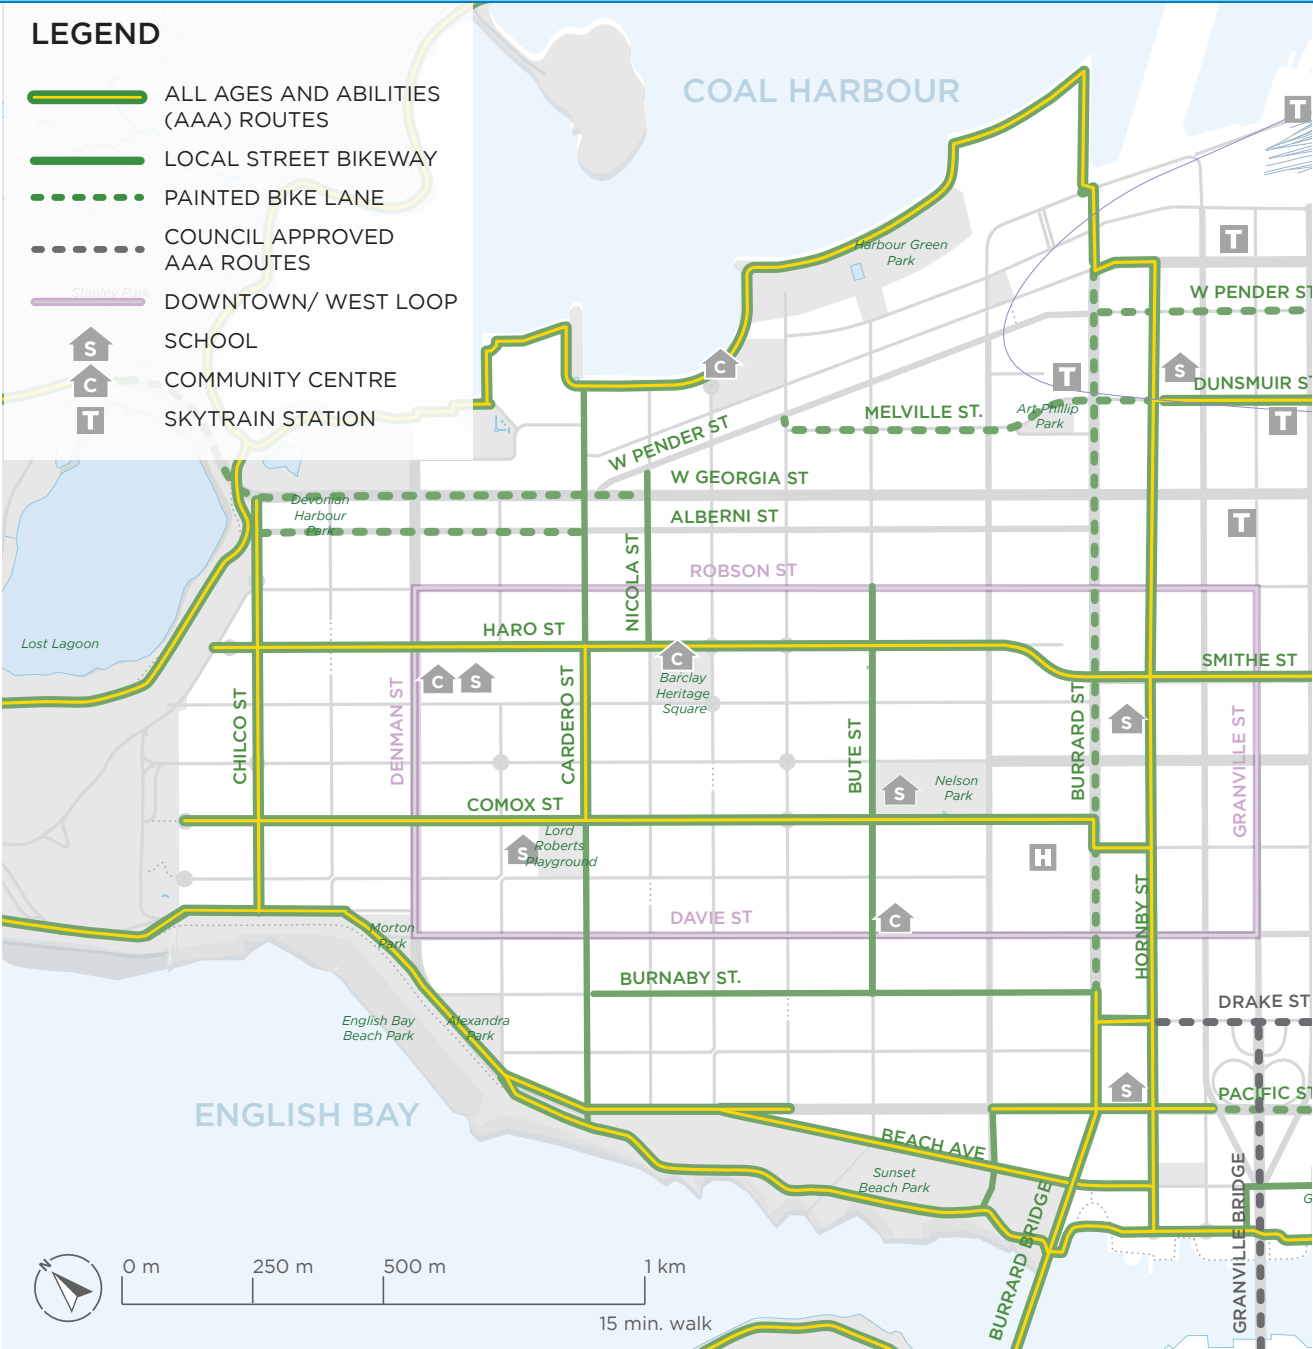 LEGEND
ALL AGES AND ABILITIES
(AAA) ROUTES
LOCAL STREET BIKEWAY
PAINTED BIKE LANE
COUNCIL APPROVED
AAA ROUTES
Stanley Park
DOWNTOWN/ WEST LOOP
S
SCHOOL
C
COMMUNITY CENTRE
T
SKYTRAIN STATION
COAL HARBOUR
T
T
Harbour Green
Park
W PENDER ST
C
T
S
DUNSMUIR ST
MELVILLE ST.
Art Phillip
Park
T
W PENDER ST
W GEORGIA ST
Devonian
Harbour
Park
ALBERNI ST
T
NICOLA ST
ROBSON ST
HARO ST
Lost Lagoon
C
SMITHE ST
C
S
Barclay
Heritage
Square
CHILCO ST
DENMAN ST
CARDERO ST
BUTE ST
BURRARD ST
S
GRANVILLE ST
S
Nelson
Park
COMOX ST
Lord
Roberts
Playground
S
H
HORNBY ST
DAVIE ST
C
Morton
Park
BURNABY ST.
DRAKE ST
English Bay
Beach Park
Alexandra
Park
S
PACIFIC ST
ENGLISH BAY
BEACH AVE
Sunset
Beach Park
BURRARD BRIDGE
GRANVILLE BRIDGE
G
N
0 m
250 m
500 m
1 km
15 min. walk